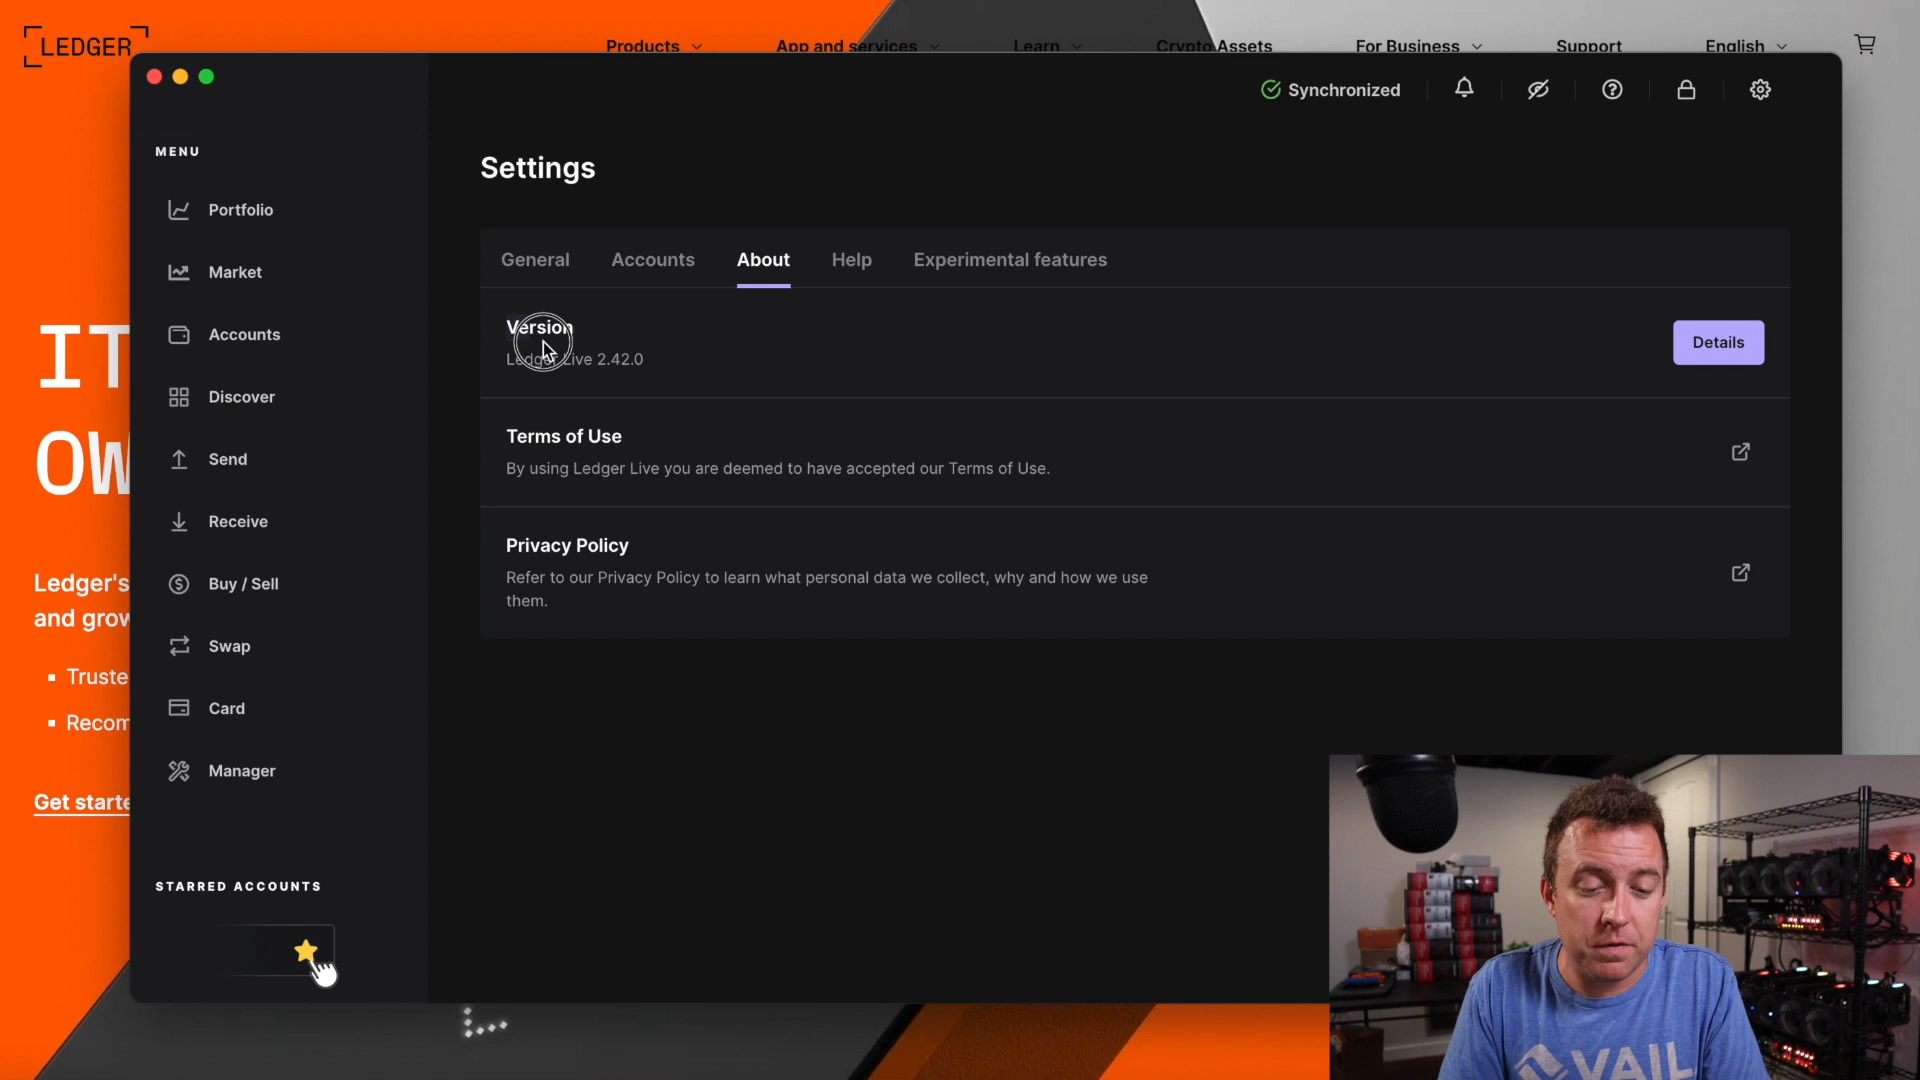 LEDGER
Products
App and services
Learn
Crypto Assets
For Business
Support
English
Synchronized
MENU
Portfolio
Market
Accounts
Discover
Send
Receive
Buy / Sell
Swap
Card
Manager
STARRED ACCOUNTS
Settings
General
Accounts
About
Help
Experimental features
Version
Ledger Live 2.42.0
Details
Terms of Use
By using Ledger Live you are deemed to have accepted our Terms of Use.
Privacy Policy
Refer to our Privacy Policy to learn what personal data we collect, why and how we use
them.
IT
OW
Ledger's
and grow
Truste
Recom
Get starte
VAIL